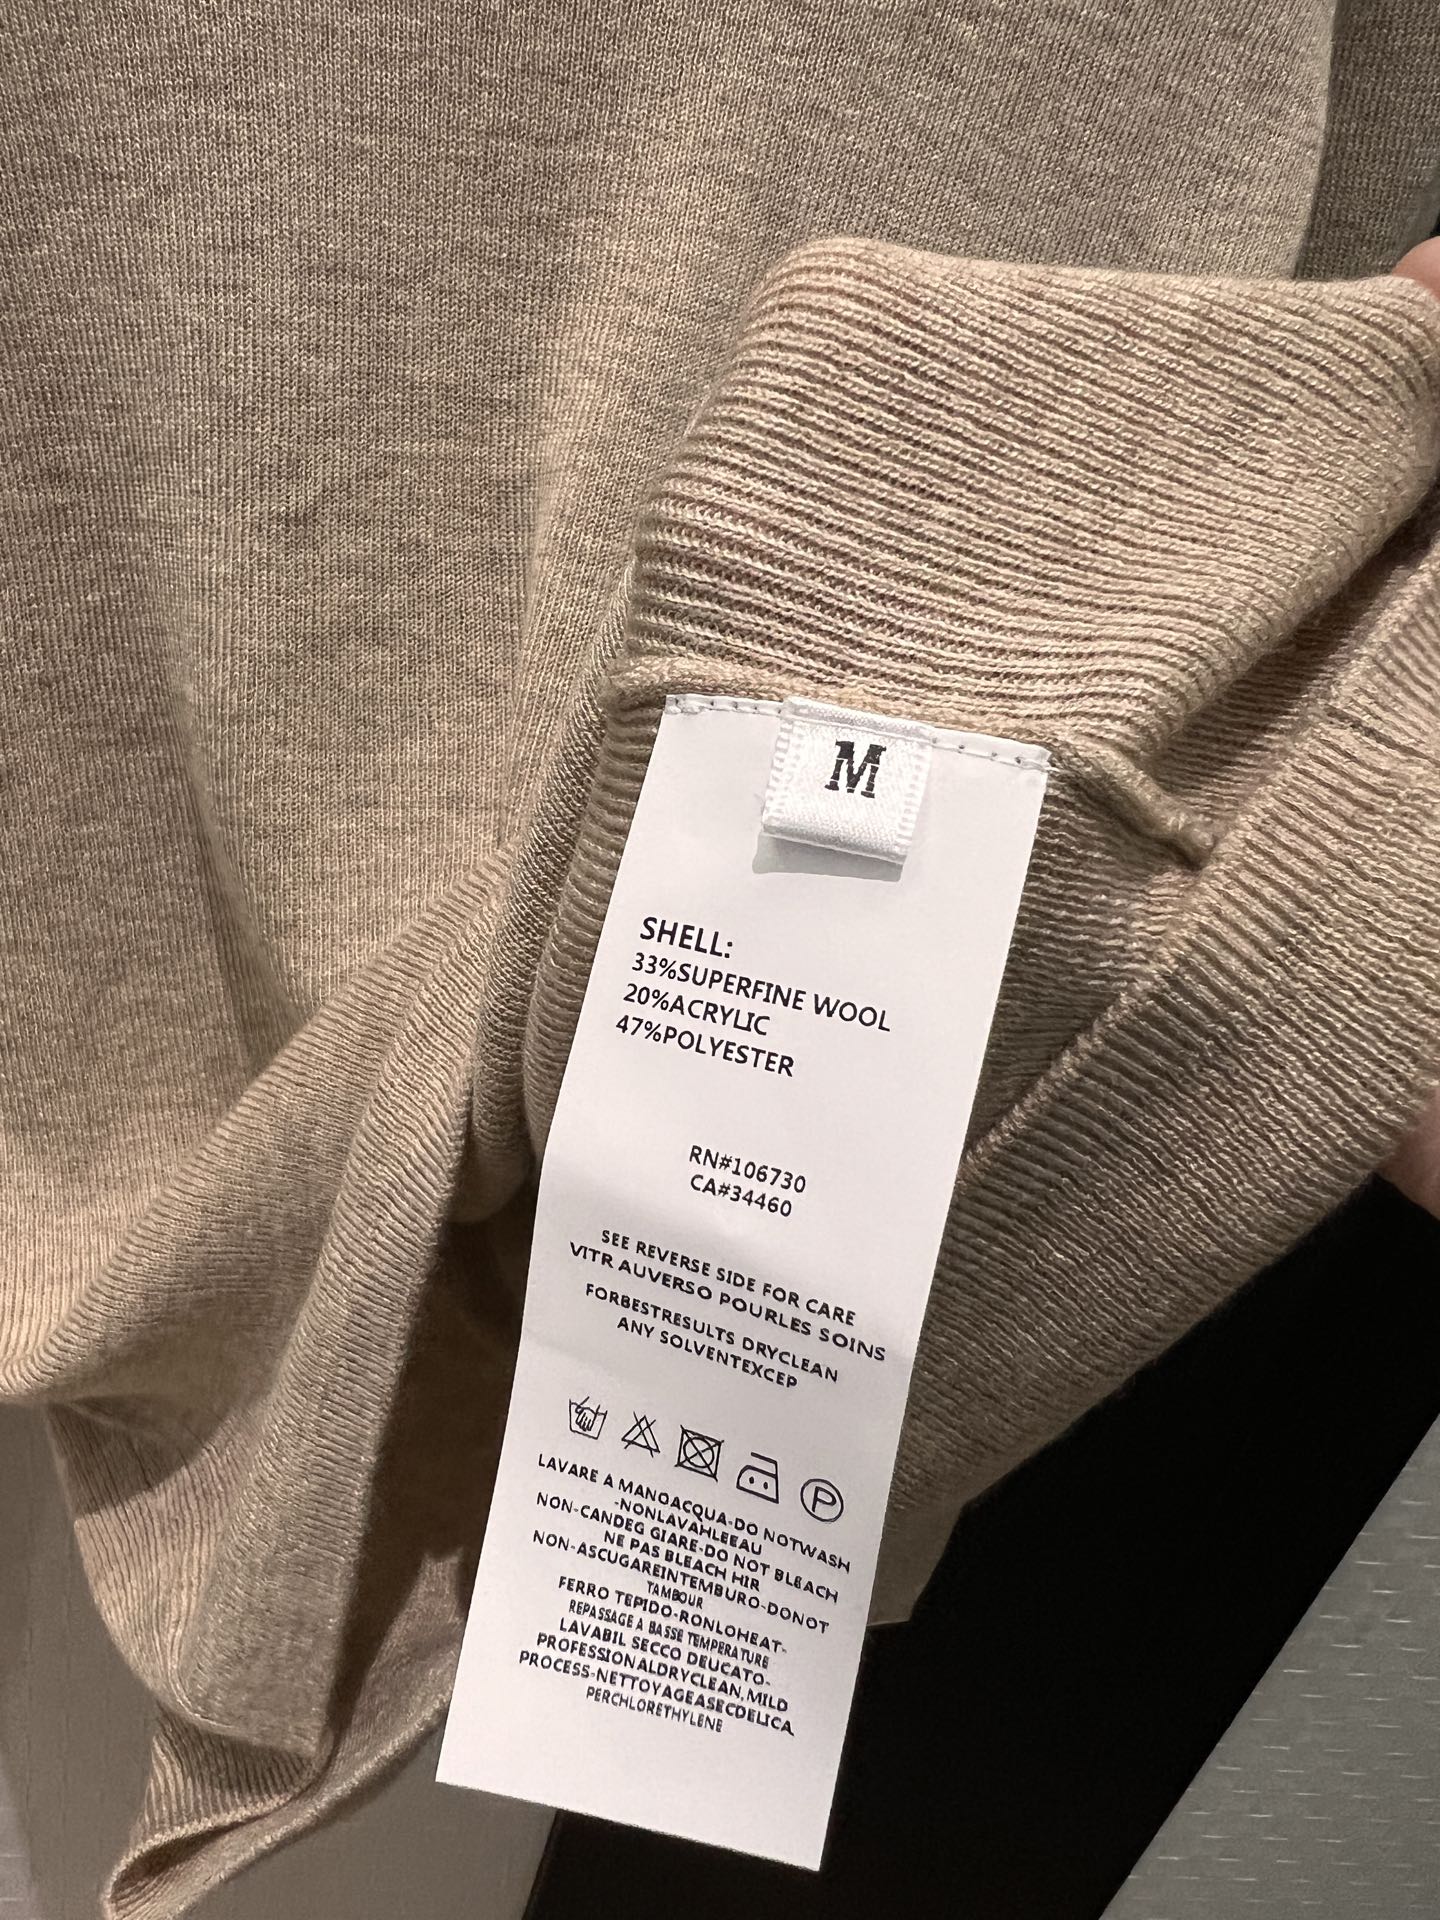 M
SHELL:
33%SUPERFINE WOOL
20%ACRYLIC
47%POLYESTER
RN#106730
CA#34460
SEE REVERSE SIDE FOR CARE
VITR AUVERSO POURLES SOINS
FORBESTRESULTS DRYCLEAN
ANY SOLVENTEXCEP
P
LAVARE A MANOACQUA-DO NOTWASH
-NONLAVAHLEEAU
NON-CANDEG GIARE-DO NOT BLEACH
NE PAS BLEACH HIR
NON-ASCUGAREINTEMBURO-DONOT
TAMBOUR
FERRO TEPIDO-RONLOHEAT-
REPASSAGE A BASSE TEMPERATURE
LAVABIL SECCO DEUCATO-
PROFESSIONALDRYCLEAN,MILD
PROCESS-NETTOYAGEASECDELICA
PERCHLORETHYLENE